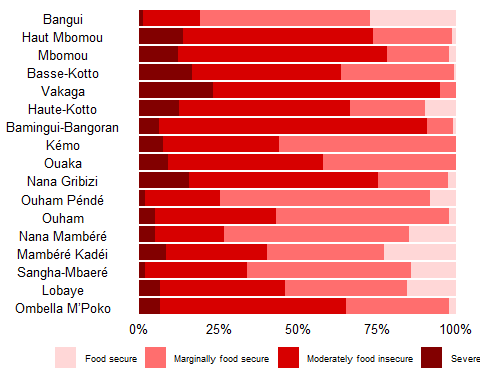 Bangui
Haut Mbomou
Mbomou
Basse-Kotto
Vakaga
Haute-Kotto
Bamingui-Bangoran
Kémo
Ouaka
Nana Gribizi
Ouham Péndé
Ouham
Nana Mambéré
Mambéré Kadéi
Sangha-Mbaeré
Lobaye
Ombella M'Poko
0% 25% 50% 75% 100%
Food secure Marginally food secure Moderately food insecure Severe